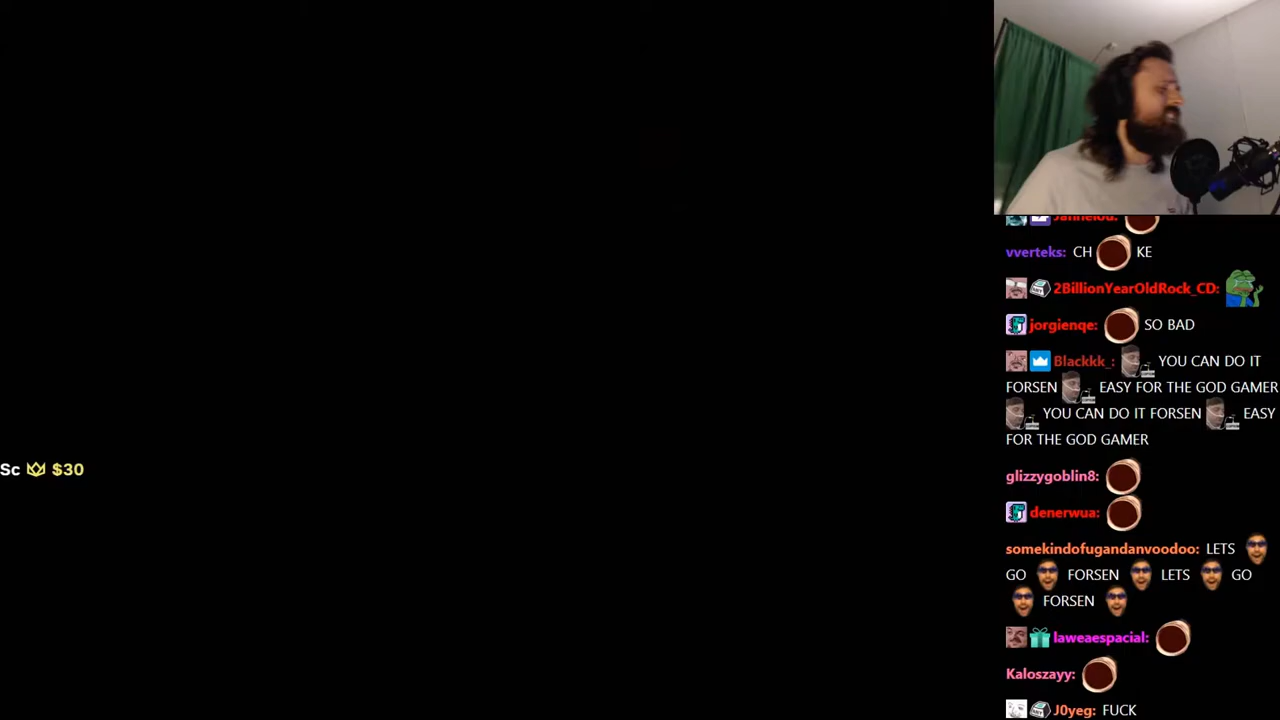 Jannelou:
vverteks: CH KE
2BillionYearOldRock_CD:
jorgienqe: SO BAD
Blackkk_: YOU CAN DO IT
FORSEN EASY FOR THE GOD GAMER
YOU CAN DO IT FORSEN EASY
FOR THE GOD GAMER
Sc $30
glizzygoblin8:
denerwua:
somekindofugandanvoodoo: LETS
GO FORSEN LETS GO
FORSEN
laweaespacial:
Kaloszayy:
J0yeg: FUCK